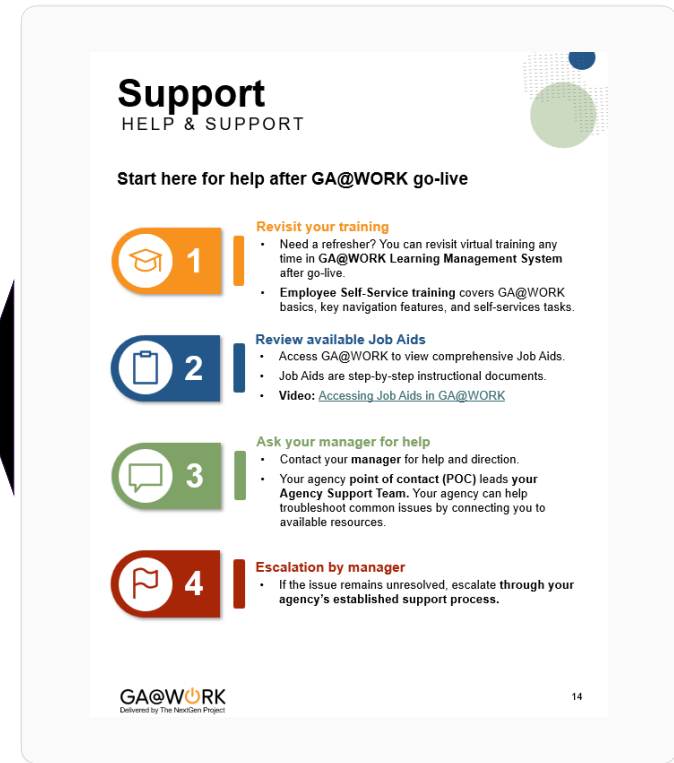 Support
HELP & SUPPORT
Start here for help after GA@WORK go-live
1
Revisit your training
• Need a refresher? You can revisit virtual training any
time in GA@WORK Learning Management System
after go-live.
• Employee Self-Service training covers GA@WORK
basics, key navigation features, and self-services tasks.
2
Review available Job Aids
• Access GA@WORK to view comprehensive Job Aids.
• Job Aids are step-by-step instructional documents.
• Video: Accessing Job Aids in GA@WORK
3
Ask your manager for help
• Contact your manager for help and direction.
• Your agency point of contact (POC) leads your
Agency Support Team. Your agency can help
troubleshoot common issues by connecting you to
available resources.
4
Escalation by manager
• If the issue remains unresolved, escalate through your
agency's established support process.
GA@WORK
Delivered by The NextGen Project
14